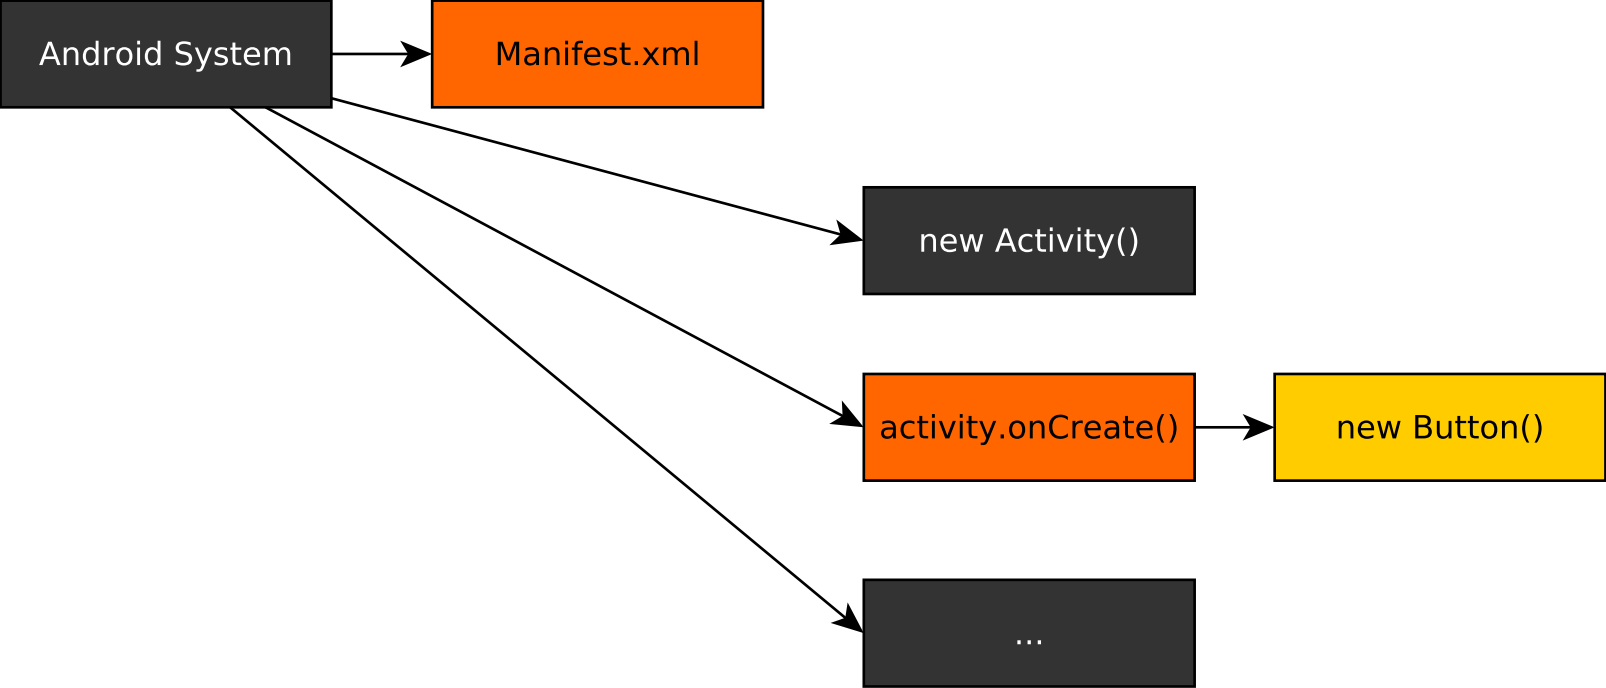 Android System
Manifest.xml
new Activity()
activity.onCreate()
new Button()
...